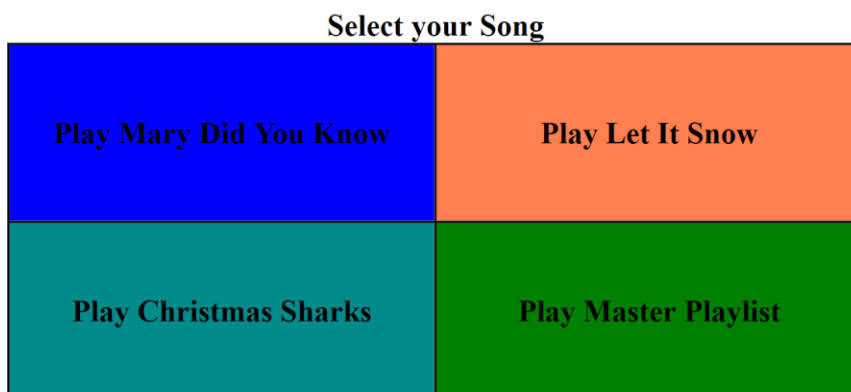 Select your Song
Play Mary Did You Know
Play Let It Snow
Play Christmas Sharks
Play Master Playlist